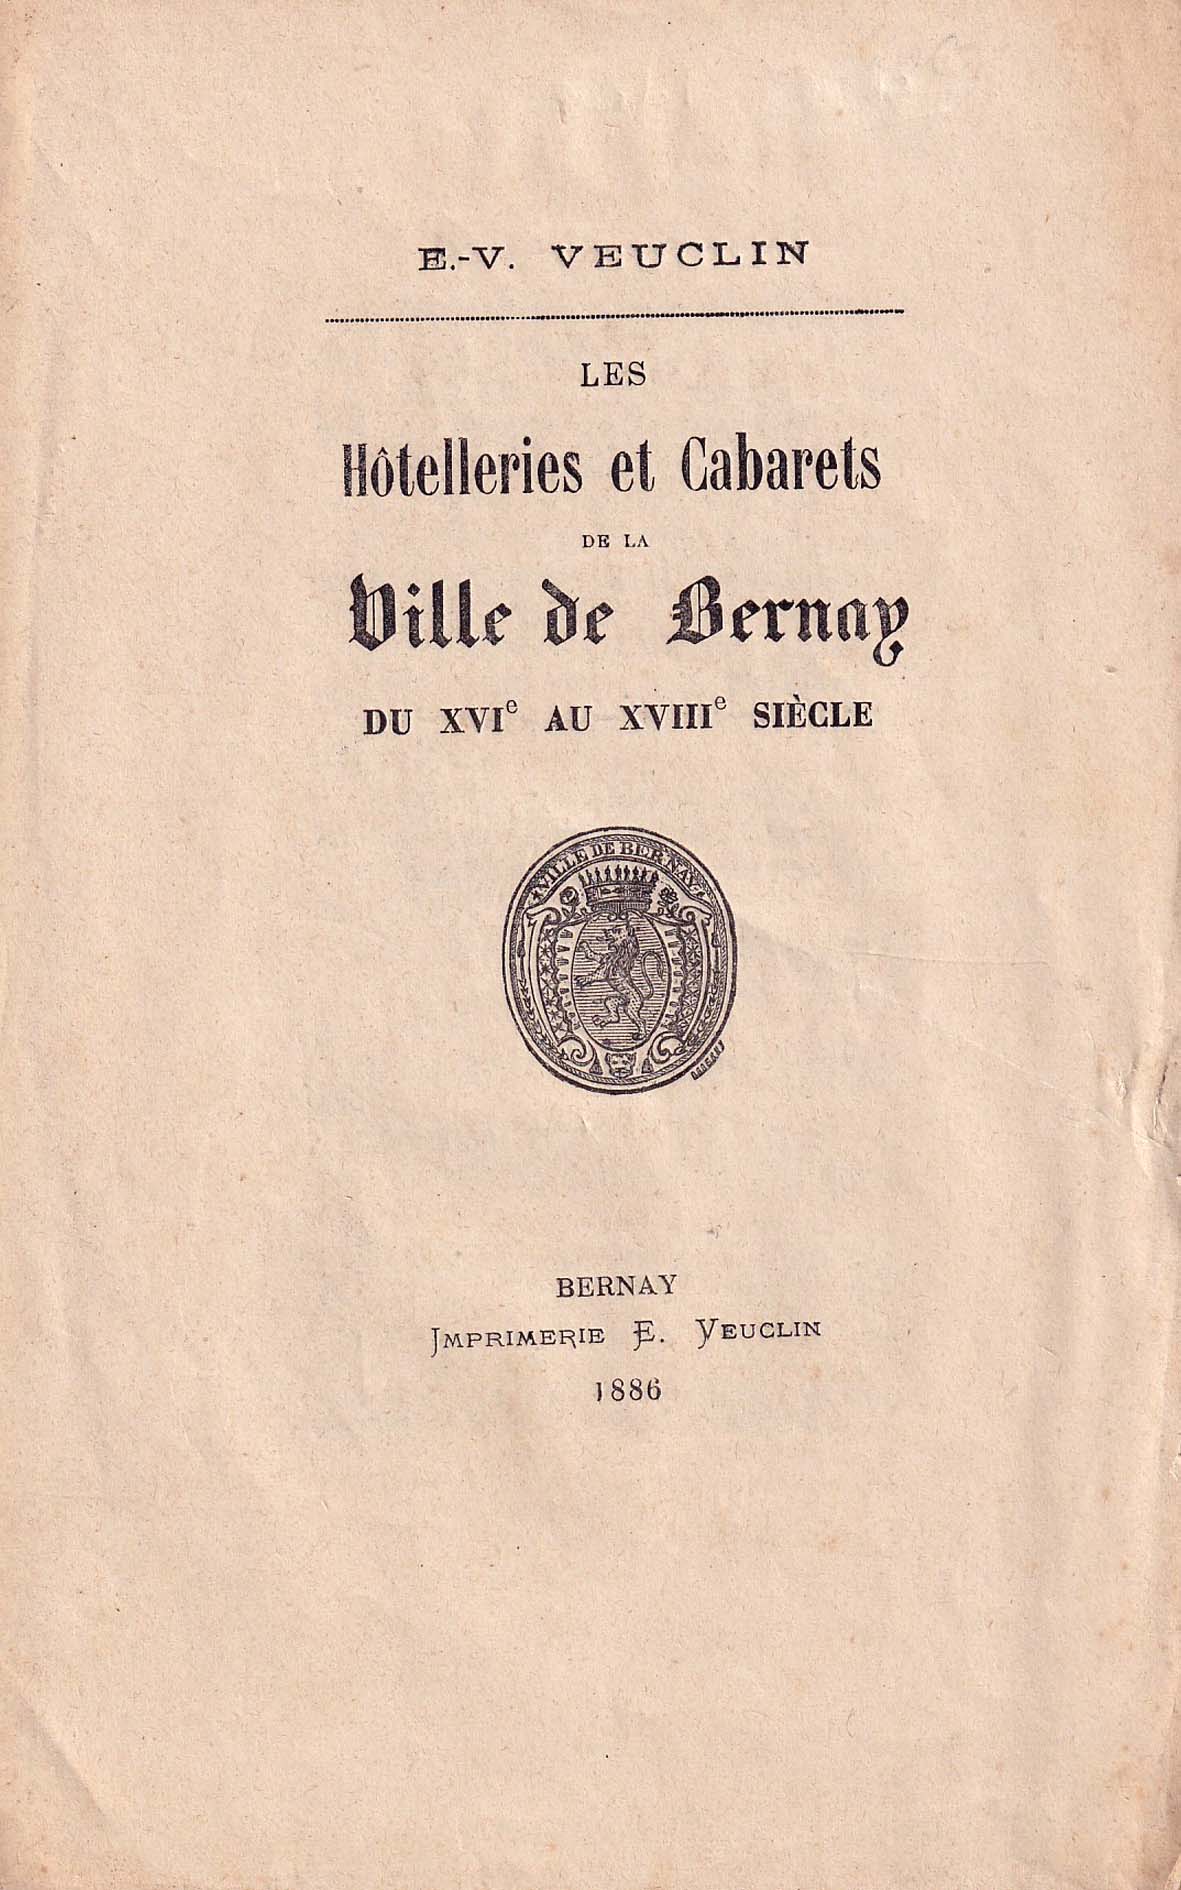 E.-V. VEUCLIN
LES
Hôtelleries et Cabarets
DE LA
Ville de Bernay
DU XVIe AU XVIIIe SIÈCLE
VILLE DE BERNAY
BERNAY
IMPRIMERIE E. VEUCLIN
1886